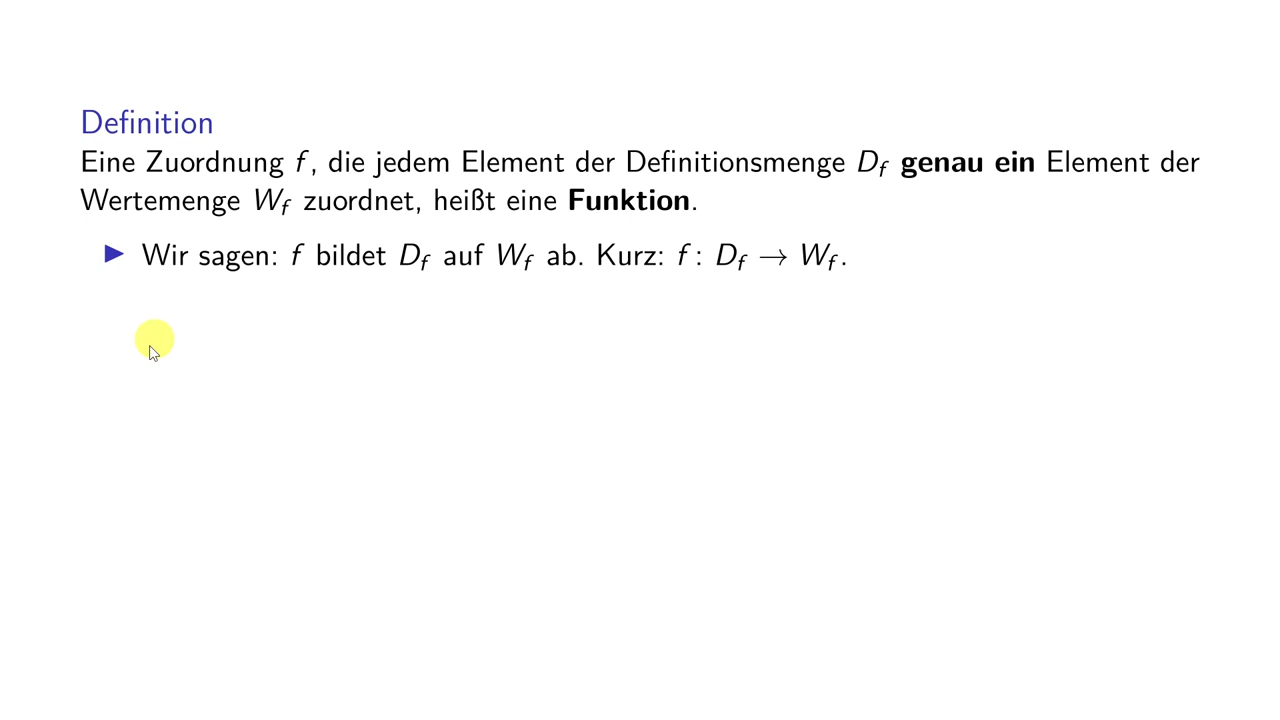 Definition
Eine Zuordnung f, die jedem Element der Definitionsmenge D_f genau ein Element der
Wertemenge W_f zuordnet, heißt eine Funktion.
▶ Wir sagen: f bildet D_f auf W_f ab. Kurz: f: D_f → W_f.